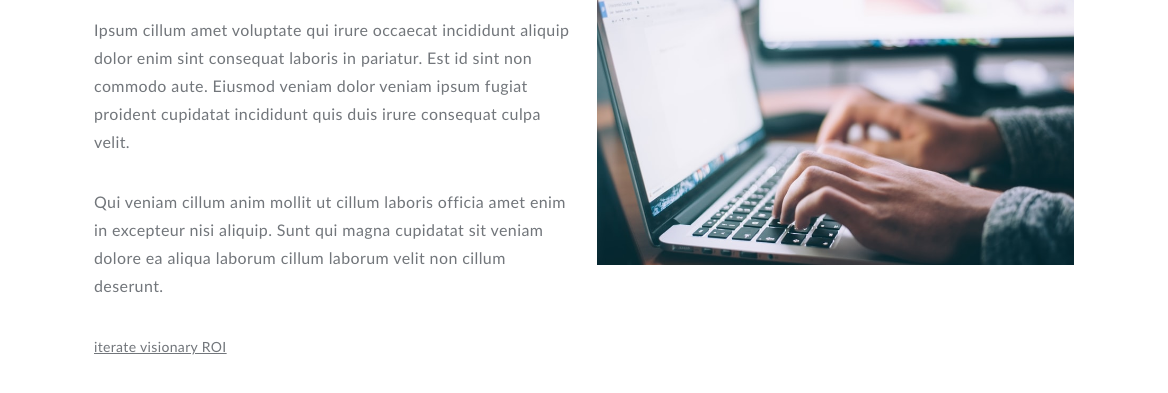 Ipsum cillum amet voluptate qui irure occaecat incididunt aliquip
dolor enim sint consequat laboris in pariatur. Est id sint non
commodo aute. Eiusmod veniam dolor veniam ipsum fugiat
proident cupidatat incididunt quis duis irure consequat culpa
velit.
Qui veniam cillum anim mollit ut cillum laboris officia amet enim
in excepteur nisi aliquip. Sunt qui magna cupidatat sit veniam
dolore ea aliqua laborum cillum laborum velit non cillum
deserunt.
iterate visionary ROI